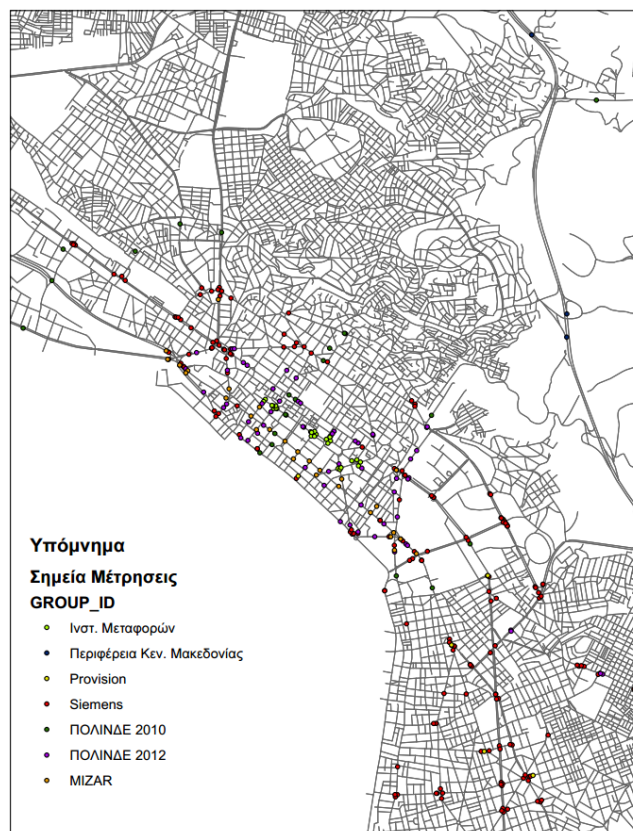 Υπόμνημα
Σημεία Μέτρησεις
GROUP_ID
Ινστ. Μεταφορών
Περιφέρεια Κεν. Μακεδονίας
Provision
Siemens
ΠΟΛΙΝΔΕ 2010
ΠΟΛΙΝΔΕ 2012
MIZAR